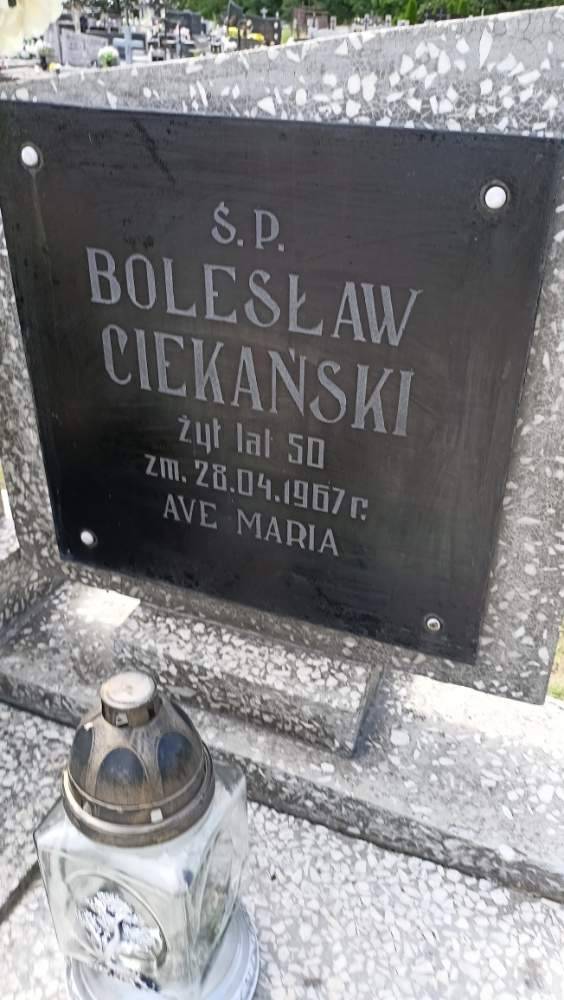 Ś.P.
BOLESŁAW
CIEKAŃSKI
żył lat 50
zm. 28.04.1967 r.
AVE MARIA